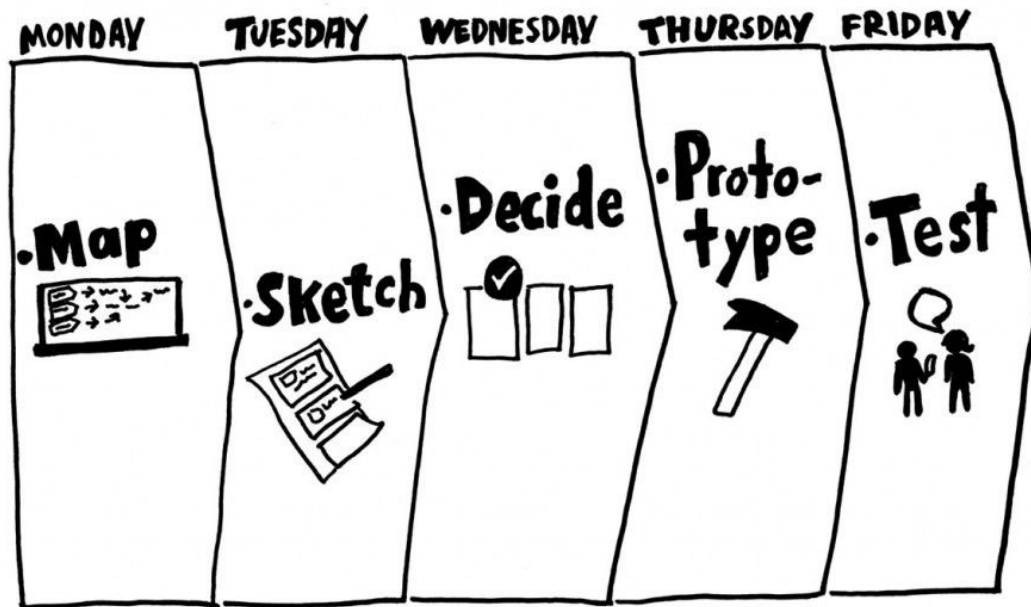 MONDAY TUESDAY WEDNESDAY THURSDAY FRIDAY
·Map
·Sketch
·Decide
·Proto-
type
·Test